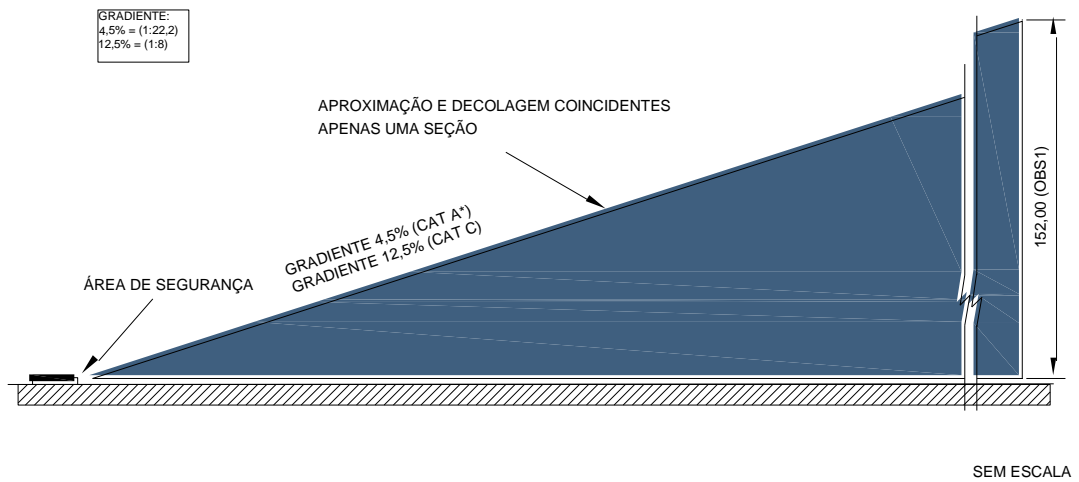 GRADIENTE:
4,5% = (1:22,2)
12,5% = (1:8)
APROXIMAÇÃO E DECOLAGEM COINCIDENTES
APENAS UMA SEÇÃO
GRADIENTE 4,5% (CAT A*)
GRADIENTE 12,5% (CAT C)
ÁREA DE SEGURANÇA
152,00 (OBS1)
SEM ESCALA